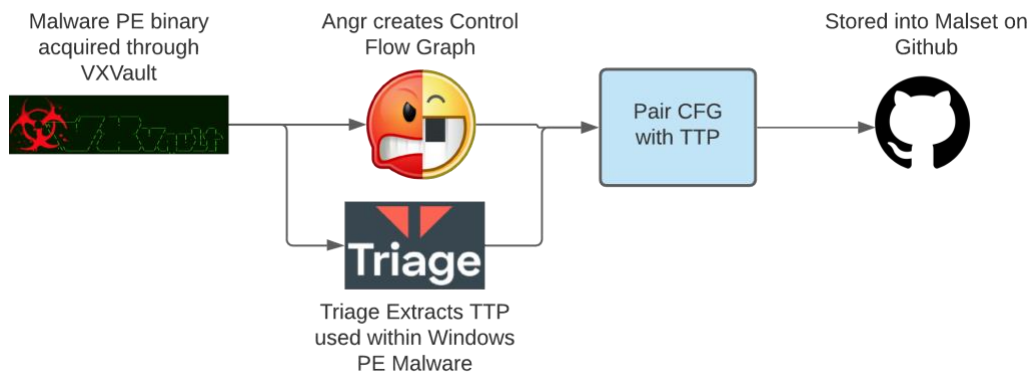 Malware PE binary
acquired through
VXVault
Angr creates Control
Flow Graph
Stored into Malset on
Github
VXVault
Pair CFG
with TTP
Triage
Triage Extracts TTP
used within Windows
PE Malware